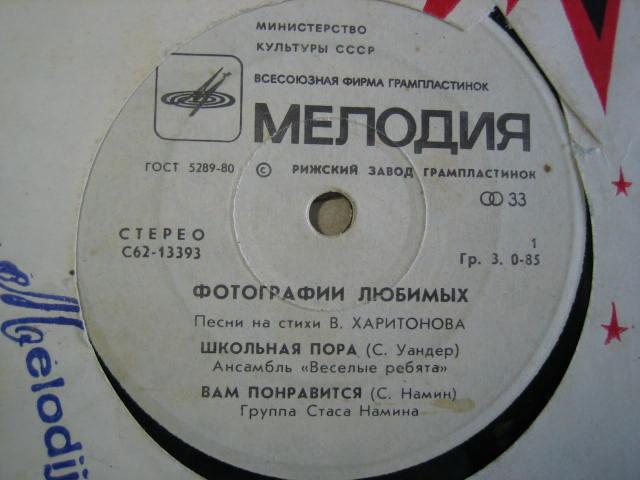 МИНИСТЕРСТВО
КУЛЬТУРЫ СССР
ВСЕСОЮЗНАЯ ФИРМА ГРАМПЛАСТИНОК
МЕЛОДИЯ
ГОСТ 5289-80 © РИЖСКИЙ ЗАВОД ГРАМПЛАСТИНОК
33
СТЕРЕО
С62-13393
1
Гр. 3. 0-85
ФОТОГРАФИИ ЛЮБИМЫХ
Песни на стихи В. ХАРИТОНОВА
ШКОЛЬНАЯ ПОРА (С. Уандер)
Ансамбль «Веселые ребята»
ВАМ ПОНРАВИТСЯ (С. Намин)
Группа Стаса Намина
Melodij